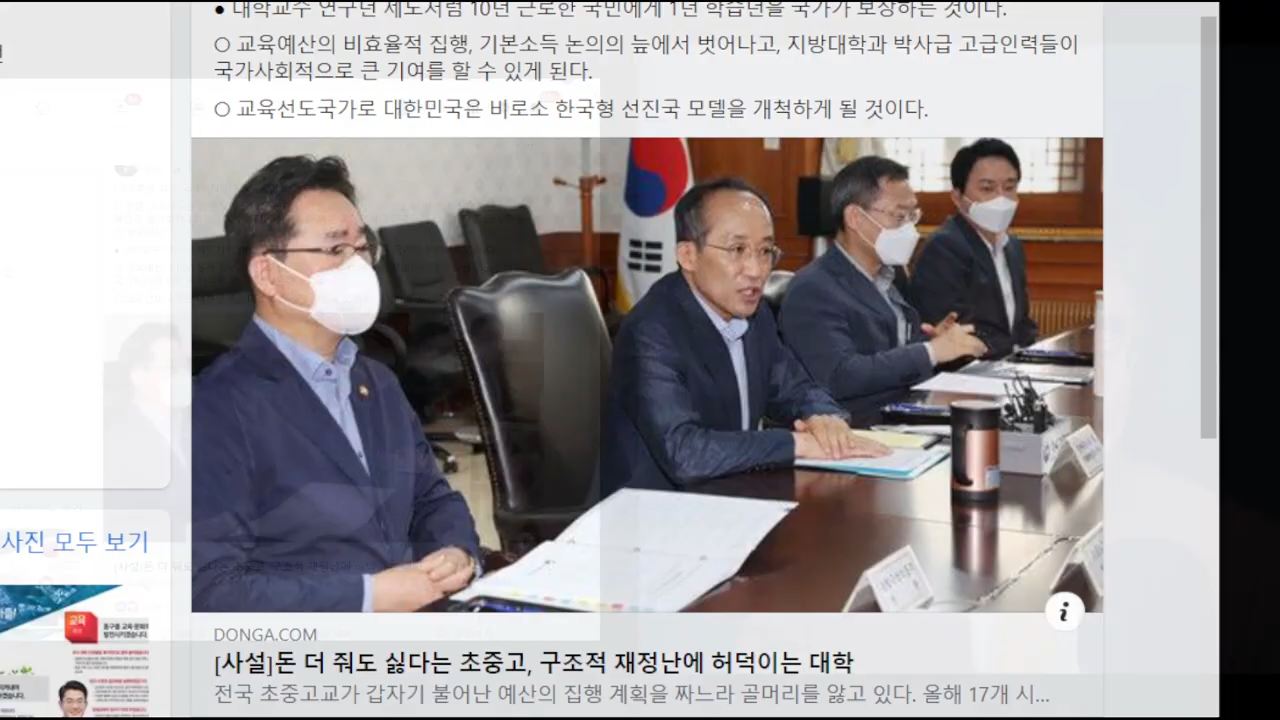 ● 대학교수 연구년 제도처럼 10년 근로한 국민에게 1년 학습년을 국가가 보장하는 것이다.
○ 교육예산의 비효율적 집행, 기본소득 논의의 늪에서 벗어나고, 지방대학과 박사급 고급인력들이
국가사회적으로 큰 기여를 할 수 있게 된다.
○ 교육선도국가로 대한민국은 비로소 한국형 선진국 모델을 개척하게 될 것이다.
사진 모두 보기
교육
DONGA.COM
[사설]돈 더 줘도 싫다는 초중고, 구조적 재정난에 허덕이는 대학
전국 초중고교가 갑자기 불어난 예산의 집행 계획을 짜느라 골머리를 앓고 있다. 올해 17개 시...